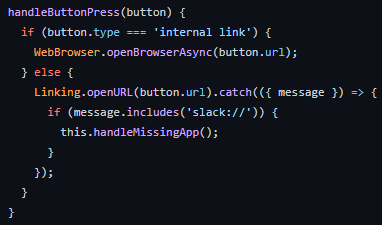 handleButtonPress(button) {
if (button.type === 'internal link') {
WebBrowser.openBrowserAsync(button.url);
} else {
Linking.openURL(button.url).catch(({ message }) => {
if (message.includes('slack://')) {
this.handleMissingApp();
}
});
}
}